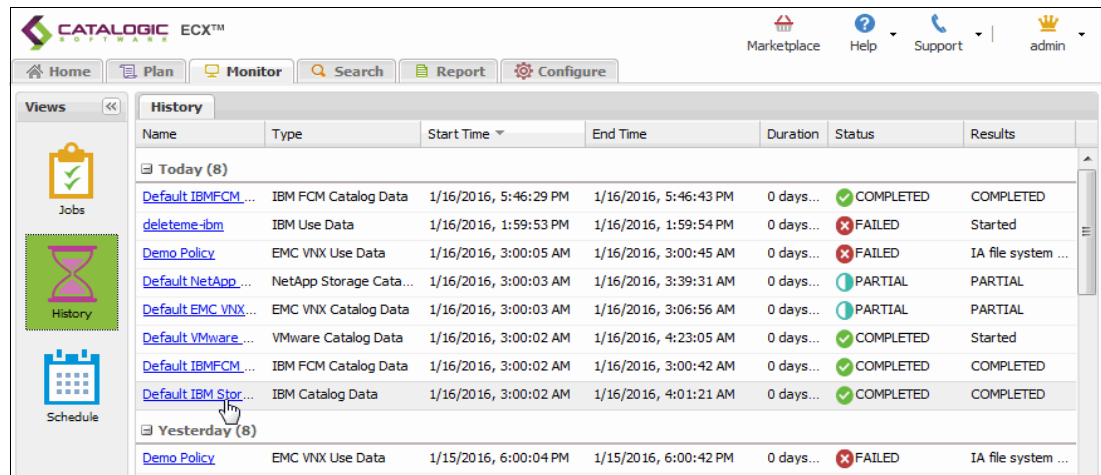 CATALOGIC ECX™
SOFTWARE
Marketplace Help Support admin
Home Plan Monitor Search Report Configure
Views History
Name Type Start Time End Time Duration Status Results
Today (8)
Default IBMFCM ... IBM FCM Catalog Data 1/16/2016, 5:46:29 PM 1/16/2016, 5:46:43 PM 0 days... COMPLETED COMPLETED
Jobs
deleteme-ibm IBM Use Data 1/16/2016, 1:59:53 PM 1/16/2016, 1:59:54 PM 0 days... FAILED Started
Demo Policy EMC VNX Use Data 1/16/2016, 3:00:05 AM 1/16/2016, 3:00:45 AM 0 days... FAILED IA file system ...
Default NetApp ... NetApp Storage Cata... 1/16/2016, 3:00:03 AM 1/16/2016, 3:39:31 AM 0 days... PARTIAL PARTIAL
Default EMC VNX... EMC VNX Catalog Data 1/16/2016, 3:00:03 AM 1/16/2016, 3:06:56 AM 0 days... PARTIAL PARTIAL
History
Default VMware ... VMware Catalog Data 1/16/2016, 3:00:02 AM 1/16/2016, 4:23:05 AM 0 days... COMPLETED Started
Default IBMFCM ... IBM FCM Catalog Data 1/16/2016, 3:00:02 AM 1/16/2016, 3:00:42 AM 0 days... COMPLETED COMPLETED
Default IBM Stor... IBM Catalog Data 1/16/2016, 3:00:02 AM 1/16/2016, 4:01:21 AM 0 days... COMPLETED COMPLETED
Schedule
Yesterday (8)
Demo Policy EMC VNX Use Data 1/15/2016, 6:00:04 PM 1/15/2016, 6:00:42 PM 0 days... FAILED IA file system ...